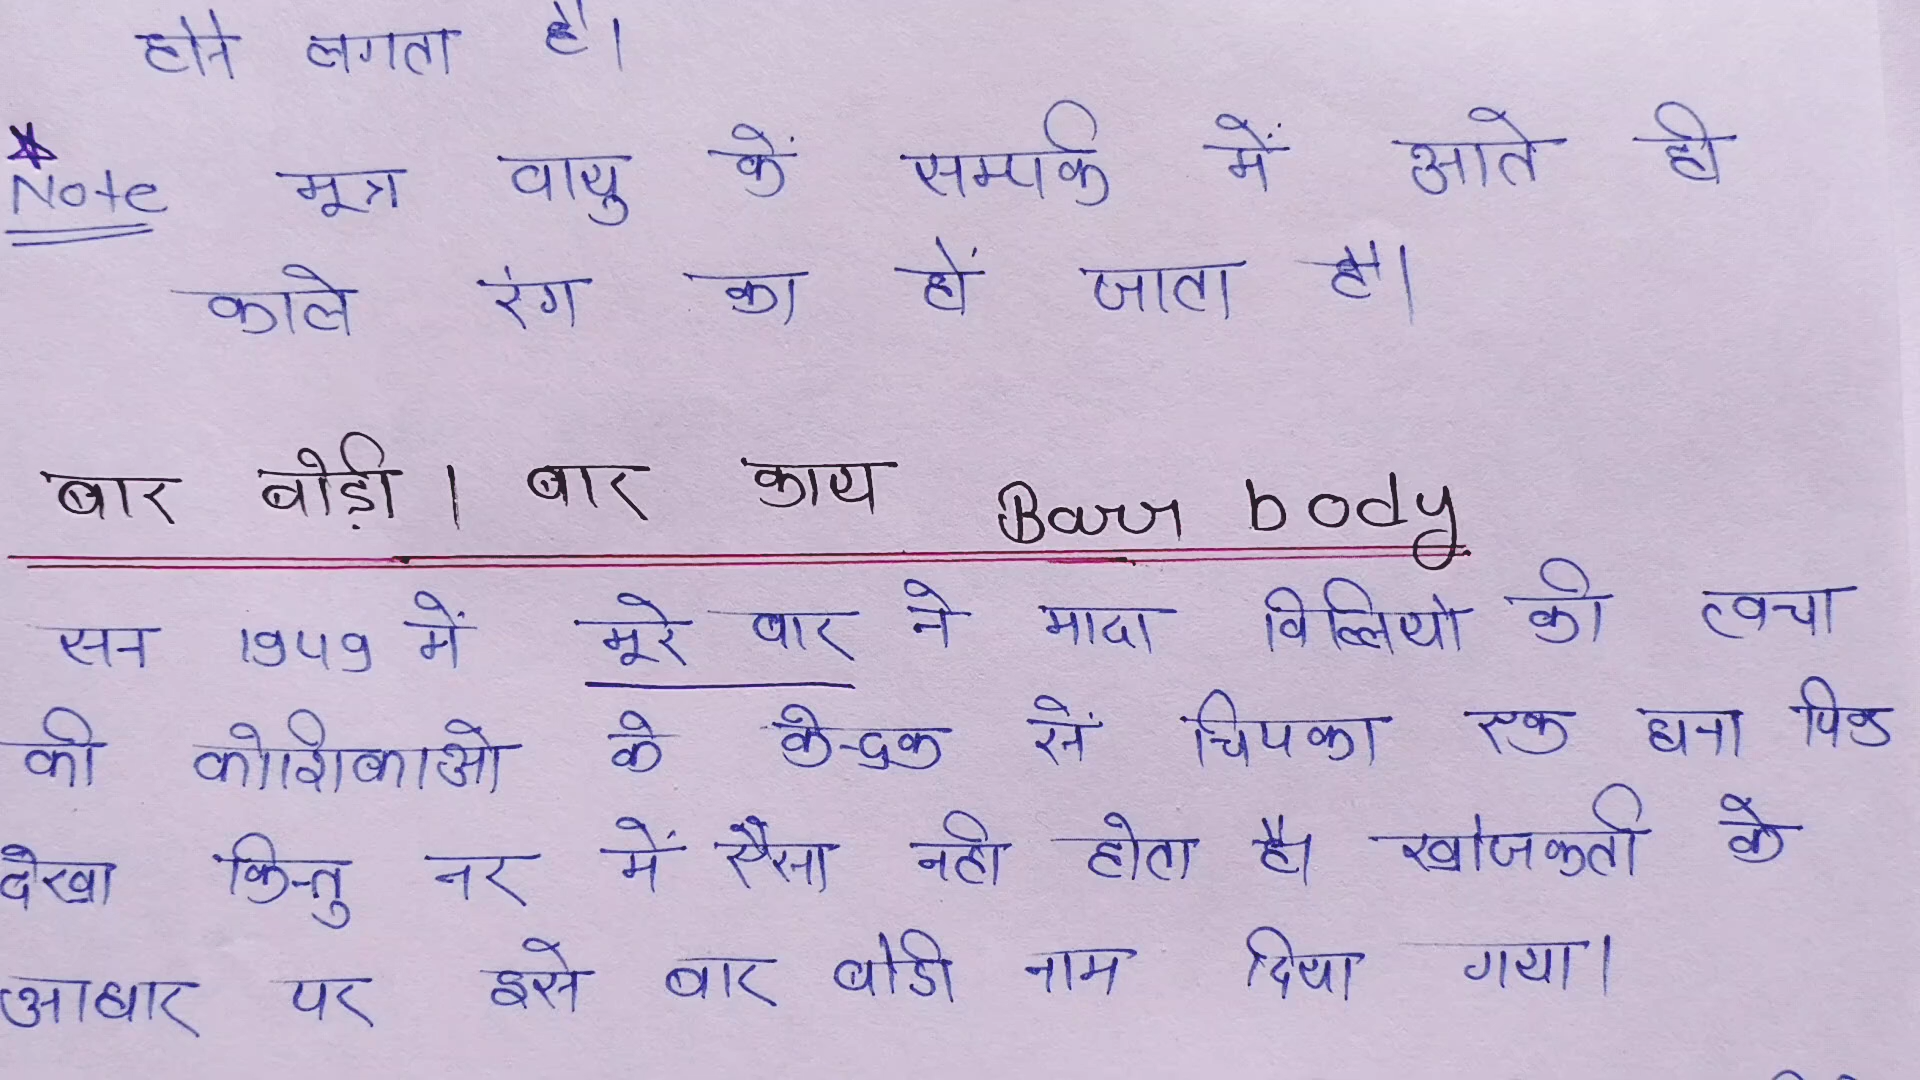 होने लगता है।
Note मूत्र वायु के सम्पर्क में आते ही
काले रंग का हो जाता है।
बार बोड़ी । बार काय Barr body
सन 1949 में मूरे बार ने मादा बिल्लियो की त्वचा
की कोशिकाओ के केन्द्रक सें चिपका एक घना पिण्ड
देखा किन्तु नर में ऐसा नही होता है। खोजकर्ता के
आधार पर इसे बार बोडी नाम दिया गया।